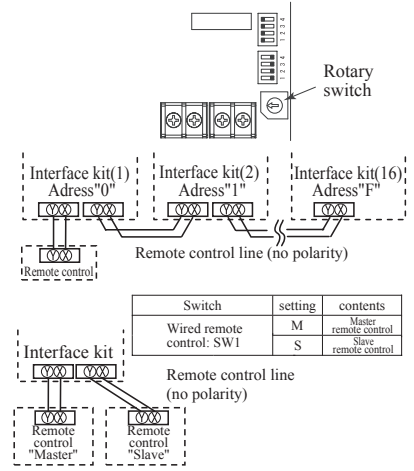 1 2 3 4
1 2 3 4
Rotary
switch
Interface kit(1)
Adress"0"
Interface kit(2)
Adress"1"
Interface kit(16)
Adress"F"
X Y
X Y
X Y
X Y
X Y
X Y
Remote control line (no polarity)
X Y
Remote control
Switch setting contents
Wired remote
control: SW1
M Master
remote control
S Slave
remote control
Interface kit
X Y
X Y
Remote control line
(no polarity)
X Y
X Y
Remote
control
"Master"
Remote
control
"Slave"